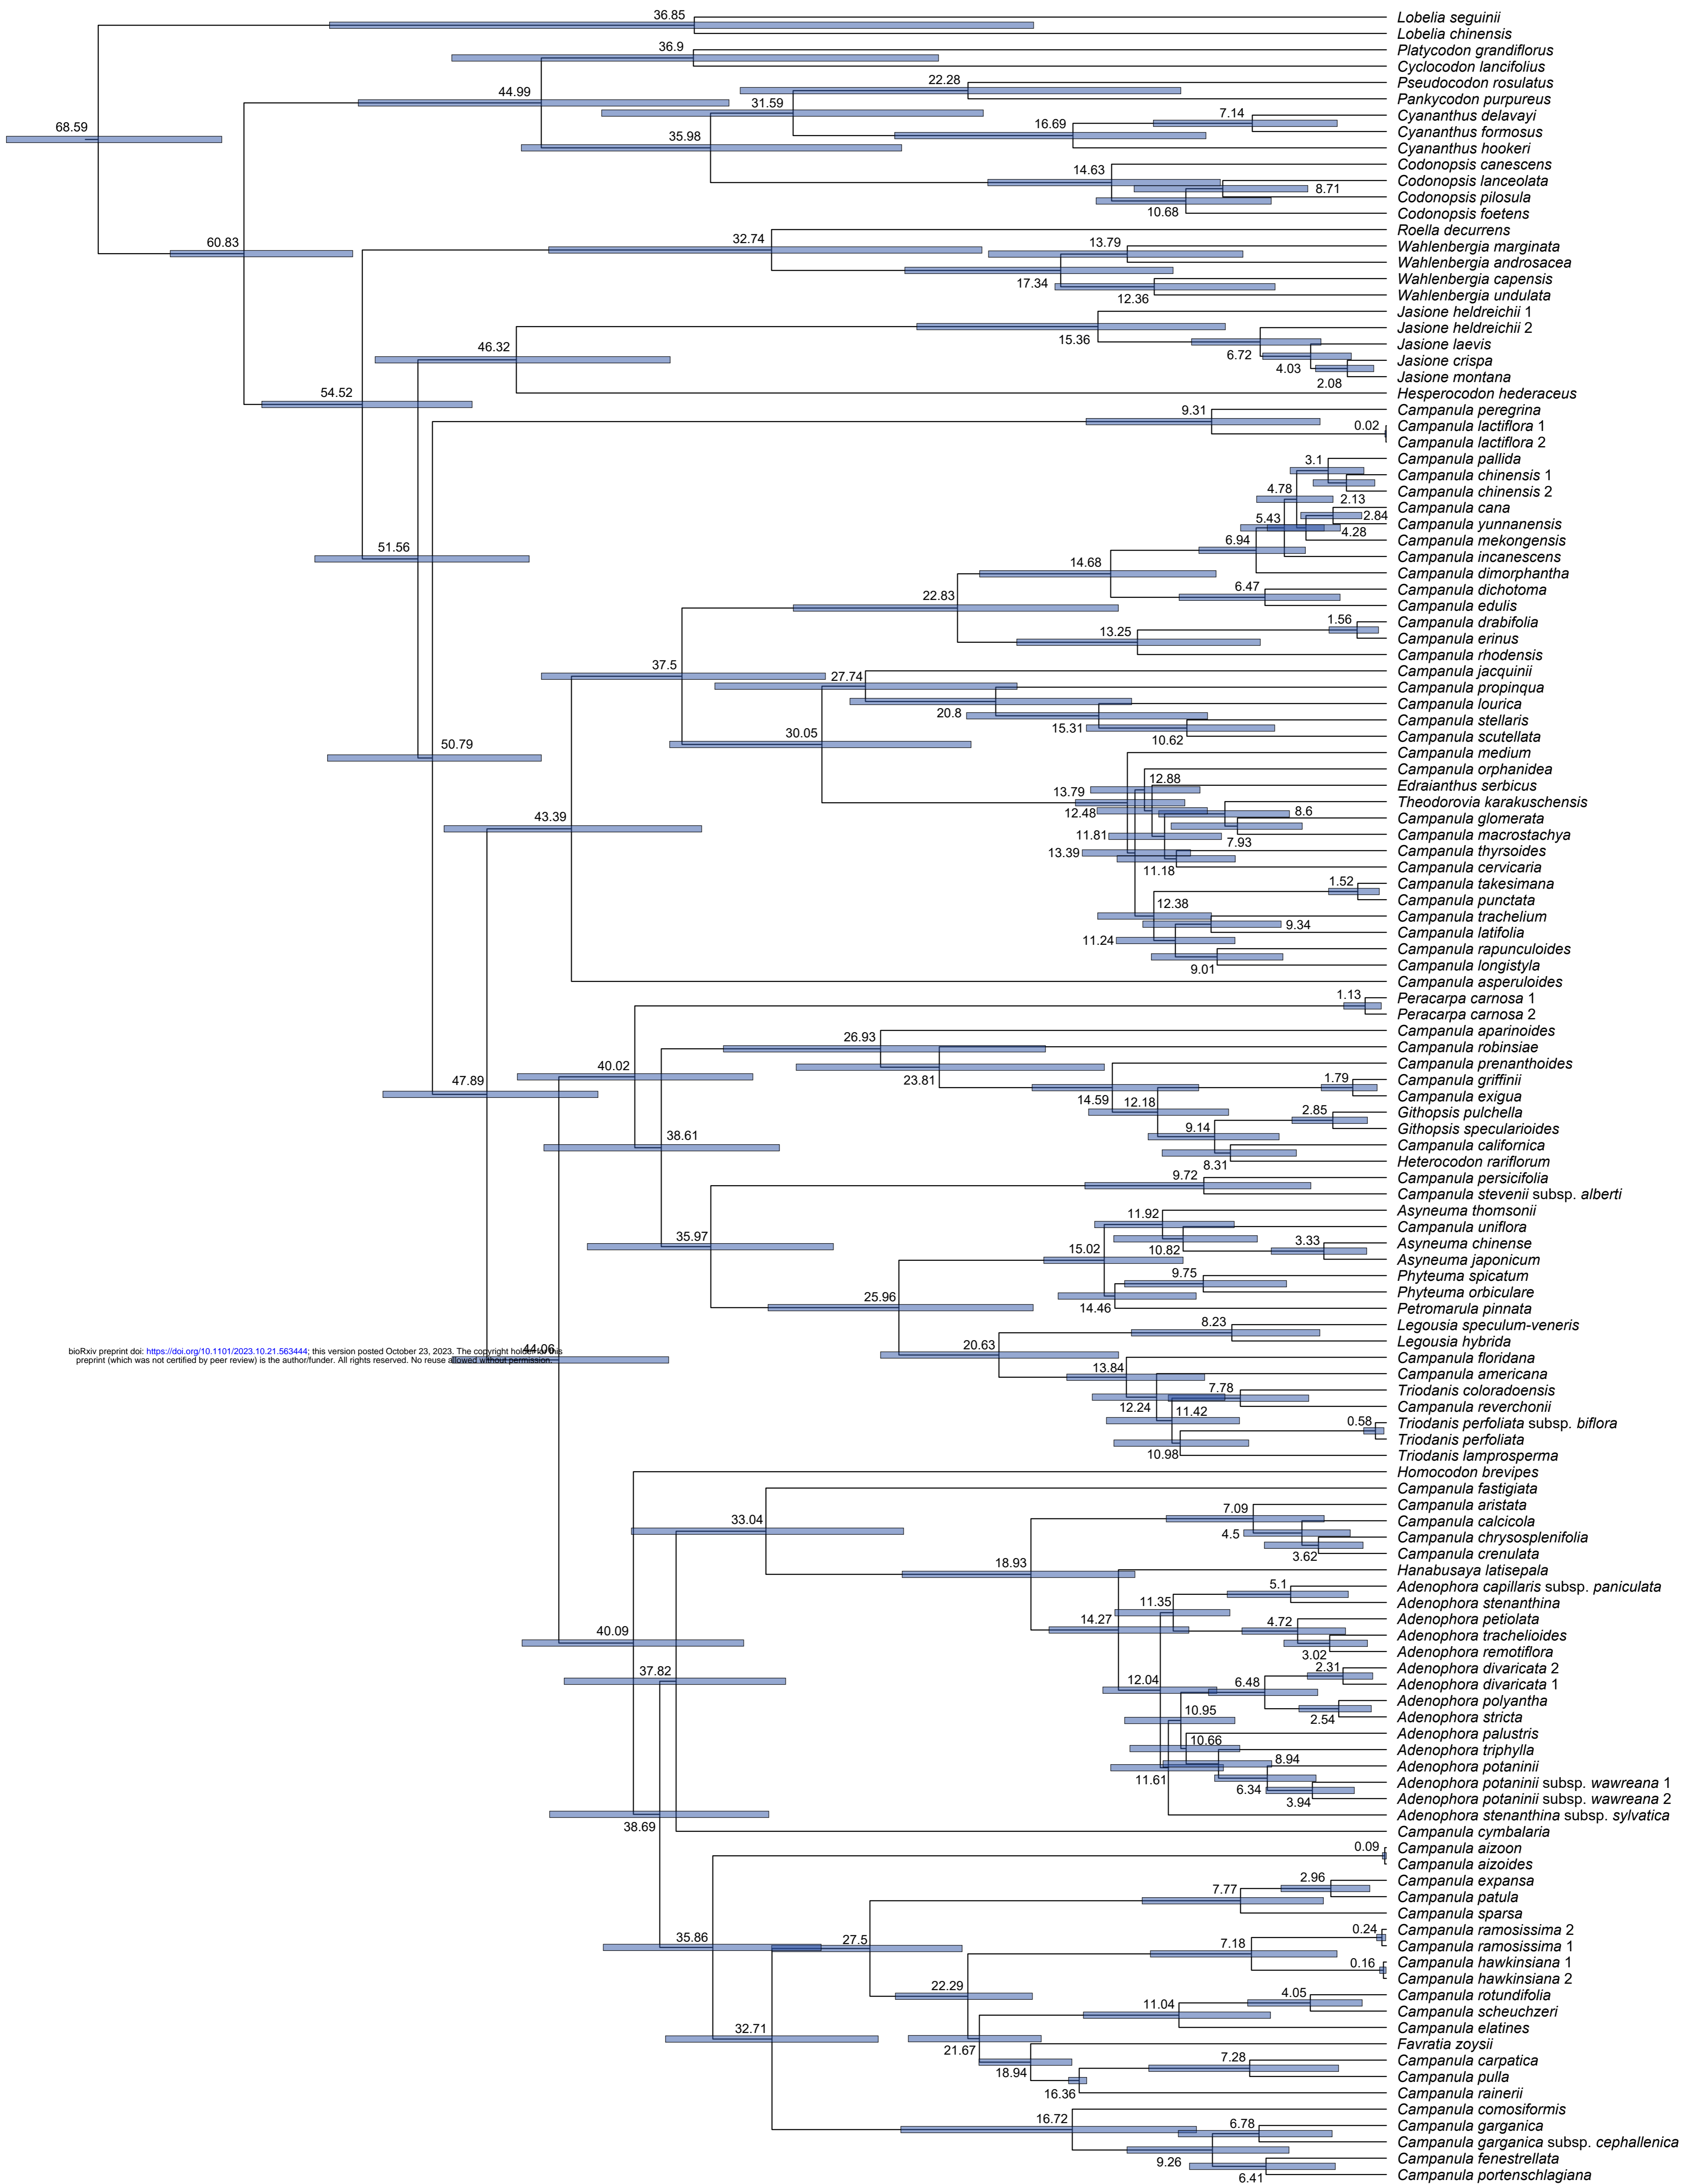 36.85
Lobelia seguinii
Lobelia chinensis
36.9
Platycodon grandiflorus
Cyclocodon lancifolius
44.99
22.28
Pseudocodon rosulatus
31.59
Pankycodon purpureus
68.59
7.14
Cyananthus delavayi
16.69
Cyananthus formosus
35.98
Cyananthus hookeri
14.63
Codonopsis canescens
Codonopsis lanceolata
8.71
Codonopsis pilosula
10.68
Codonopsis foetens
60.83
32.74
Roella decurrens
13.79
Wahlenbergia marginata
Wahlenbergia androsacea
17.34
Wahlenbergia capensis
12.36
Wahlenbergia undulata
Jasione heldreichii 1
15.36
Jasione heldreichii 2
46.32
6.72
Jasione laevis
4.03
Jasione crispa
2.08
Jasione montana
54.52
Hesperocodon hederaceus
9.31
Campanula peregrina
0.02
Campanula lactiflora 1
Campanula lactiflora 2
3.1
Campanula pallida
Campanula chinensis 1
4.78
Campanula chinensis 2
2.13
Campanula cana
5.43
2.84
Campanula yunnanensis
4.28
51.56
6.94
Campanula mekongensis
Campanula incanescens
14.68
Campanula dimorphantha
6.47
Campanula dichotoma
22.83
Campanula edulis
1.56
Campanula drabifolia
13.25
Campanula erinus
Campanula rhodensis
37.5
27.74
Campanula jacquinii
Campanula propinqua
20.8
Campanula lourica
15.31
Campanula stellaris
30.05
10.62
Campanula scutellata
50.79
Campanula medium
12.88
Campanula orphanidea
13.79
Edraianthus serbicus
12.48
8.6
Theodorovia karakuschensis
43.39
Campanula glomerata
11.81
7.93
Campanula macrostachya
13.39
Campanula thyrsoides
11.18
Campanula cervicaria
1.52
Campanula takesimana
12.38
Campanula punctata
9.34
Campanula trachelium
11.24
Campanula latifolia
Campanula rapunculoides
9.01
Campanula longistyla
Campanula asperuloides
1.13
Peracarpa carnosa 1
Peracarpa carnosa 2
26.93
Campanula aparinoides
Campanula robinsiae
40.02
23.81
Campanula prenanthoides
47.89
1.79
Campanula griffinii
14.59
12.18
Campanula exigua
2.85
Githopsis pulchella
38.61
9.14
Githopsis specularioides
Campanula californica
8.31
Heterocodon rariflorum
9.72
Campanula persicifolia
Campanula stevenii subsp. alberti
11.92
Asyneuma thomsonii
35.97
15.02
Campanula uniflora
10.82
3.33
Asyneuma chinense
Asyneuma japonicum
9.75
Phyteuma spicatum
25.96
Phyteuma orbiculare
14.46
Petromarula pinnata
8.23
Legousia speculum-veneris
20.63
Legousia hybrida
44.06
bioRxiv preprint doi: https://doi.org/10.1101/2023.10.21.563444; this version posted October 23, 2023. The copyright holder for this
preprint (which was not certified by peer review) is the author/funder. All rights reserved. No reuse allowed without permission.
13.84
Campanula floridana
Campanula americana
7.78
Triodanis coloradoensis
12.24
11.42
Campanula reverchonii
0.58
Triodanis perfoliata subsp. biflora
Triodanis perfoliata
10.98
Triodanis lamprosperma
Homocodon brevipes
33.04
Campanula fastigiata
7.09
Campanula aristata
4.5
Campanula calcicola
Campanula chrysosplenifolia
3.62
Campanula crenulata
18.93
Hanabusaya latisepala
5.1
Adenophora capillaris subsp. paniculata
11.35
Adenophora stenanthina
14.27
4.72
Adenophora petiolata
40.09
Adenophora trachelioides
3.02
Adenophora remotiflora
37.82
2.31
Adenophora divaricata 2
12.04
6.48
Adenophora divaricata 1
Adenophora polyantha
10.95
2.54
Adenophora stricta
10.66
Adenophora palustris
Adenophora triphylla
8.94
Adenophora potaninii
11.61
6.34
Adenophora potaninii subsp. wawreana 1
3.94
Adenophora potaninii subsp. wawreana 2
38.69
Adenophora stenanthina subsp. sylvatica
Campanula cymbalaria
0.09
Campanula aizoon
Campanula aizoides
2.96
Campanula expansa
7.77
Campanula patula
Campanula sparsa
35.86
27.5
0.24
Campanula ramosissima 2
7.18
Campanula ramosissima 1
0.16
Campanula hawkinsiana 1
Campanula hawkinsiana 2
22.29
4.05
Campanula rotundifolia
11.04
Campanula scheuchzeri
32.71
Campanula elatines
21.67
Favratia zoysii
7.28
Campanula carpatica
18.94
Campanula pulla
16.36
Campanula rainerii
16.72
Campanula comosiformis
6.78
Campanula garganica
Campanula garganica subsp. cephallenica
9.26
Campanula fenestrellata
6.41
Campanula portenschlagiana